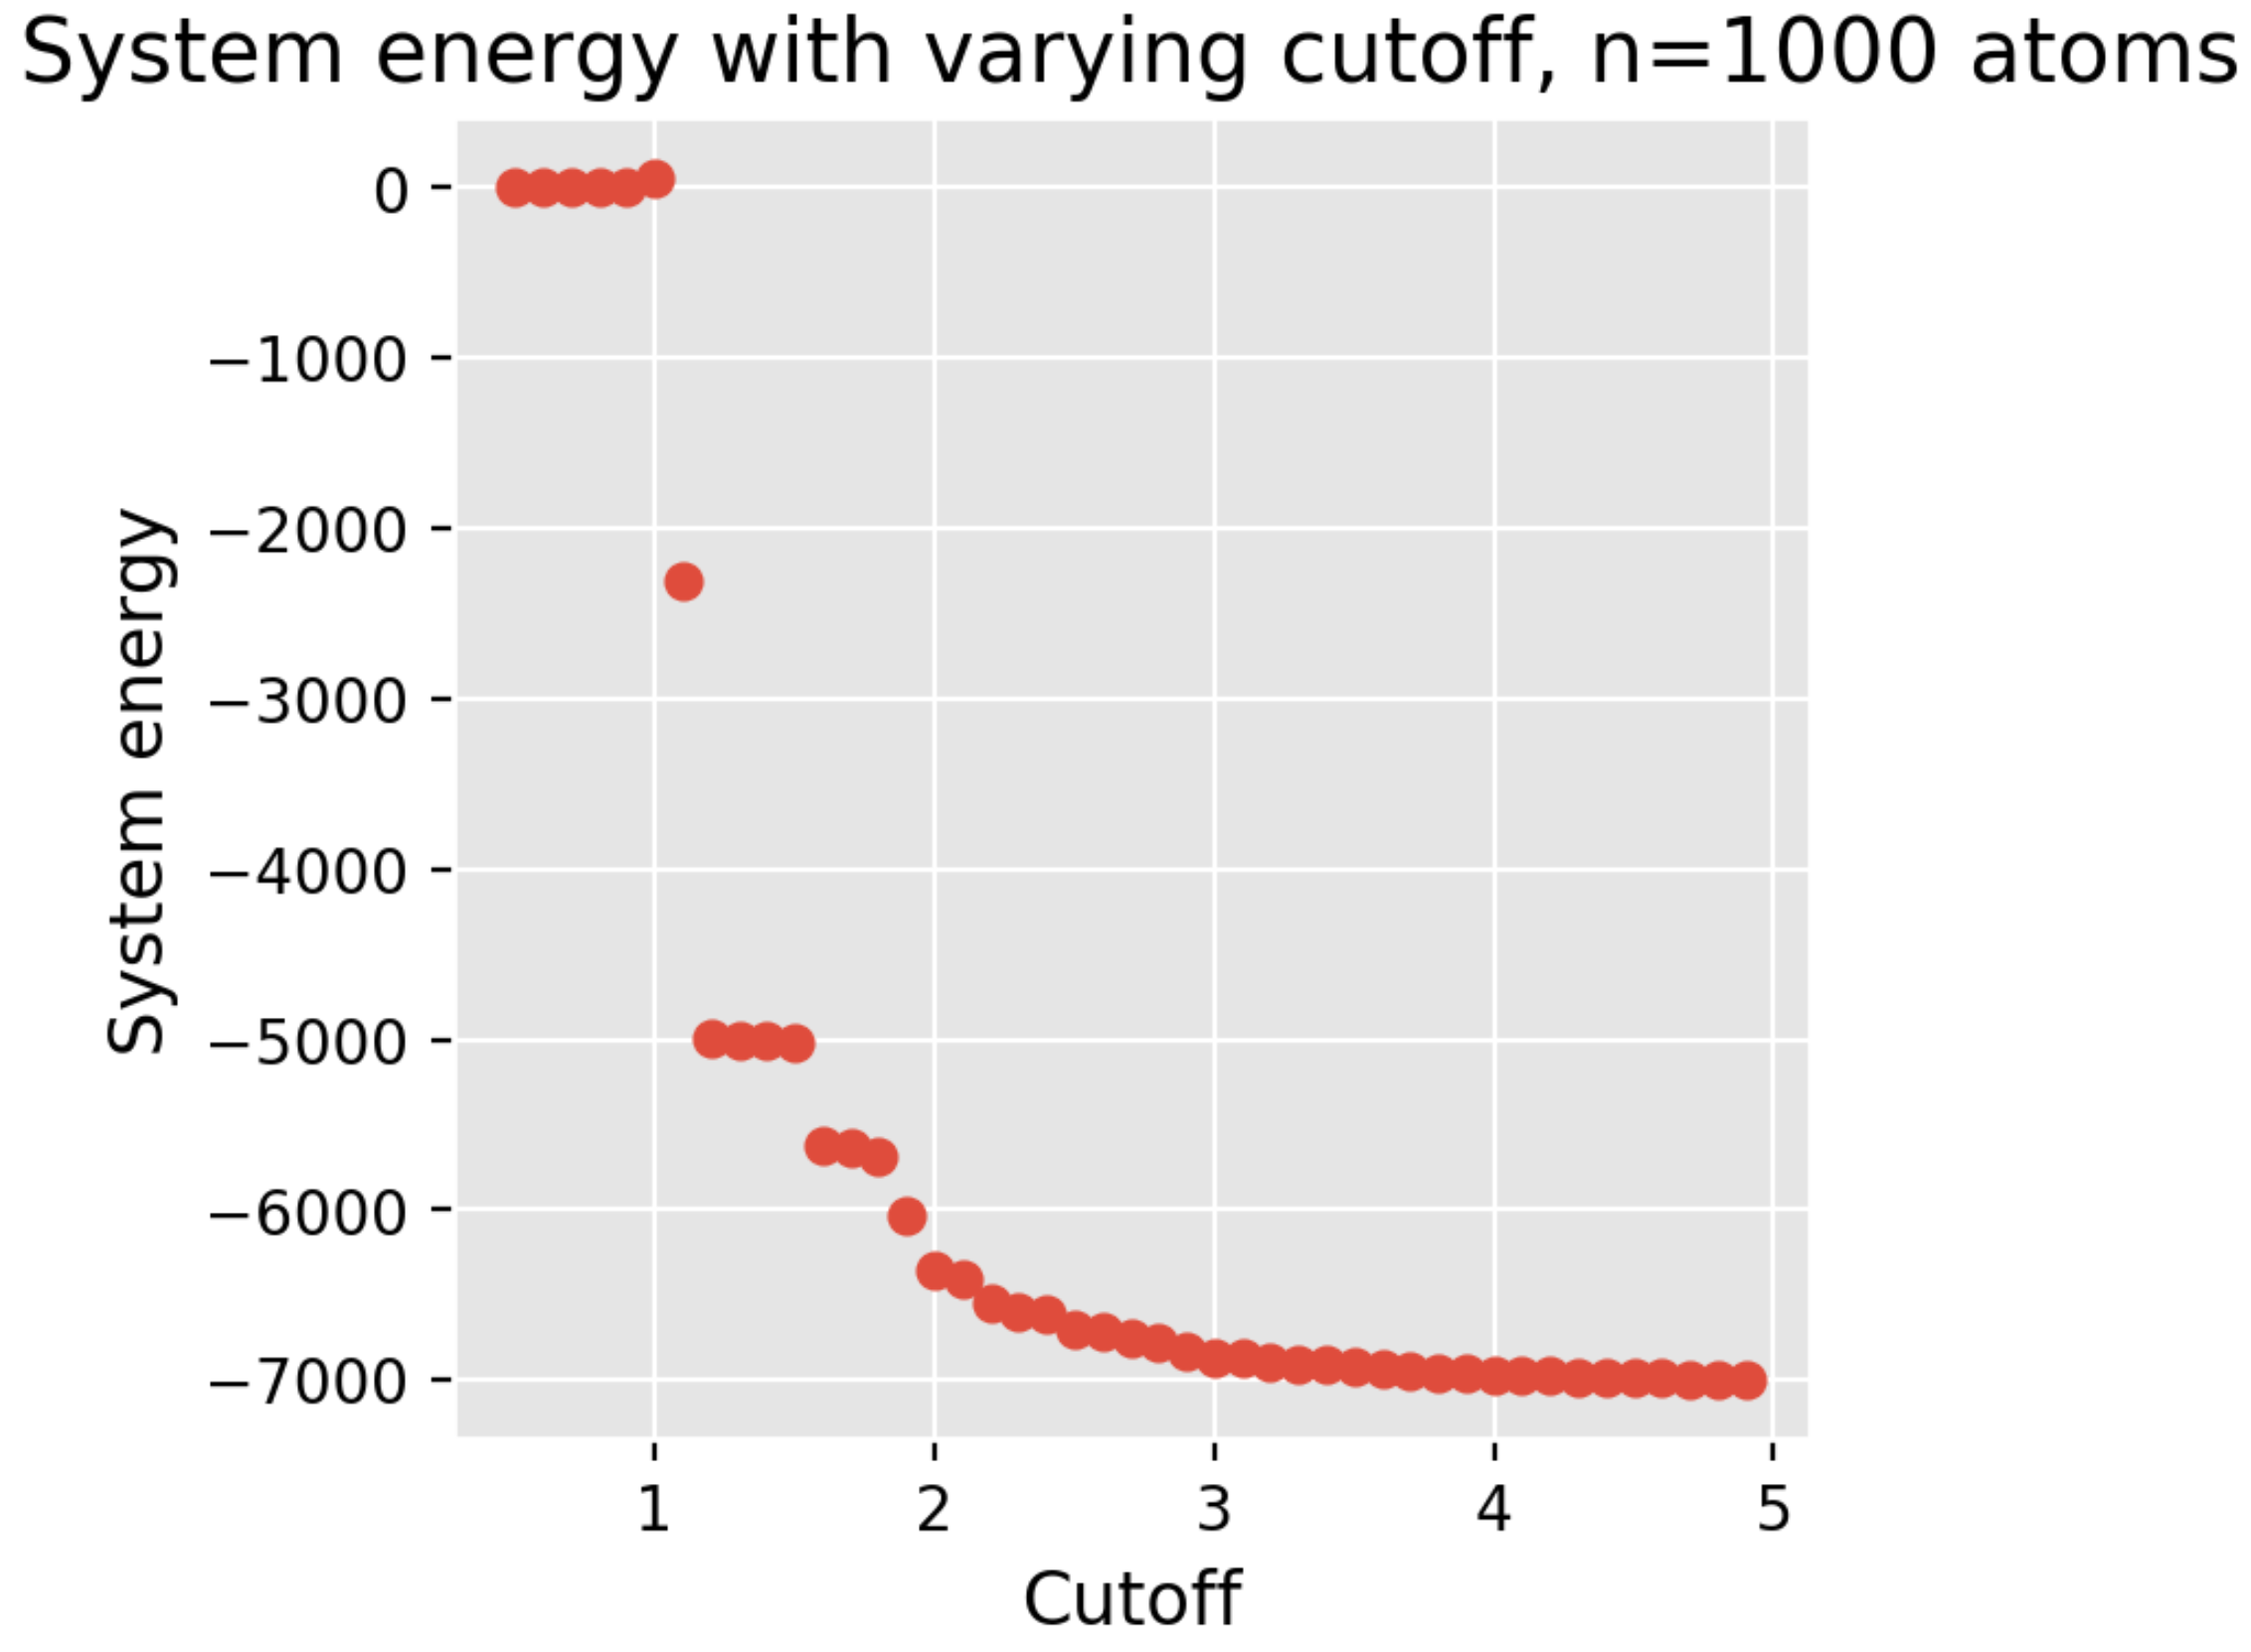 System energy with varying cutoff, n=1000 atoms
0
−1000
−2000
−3000
−4000
−5000
−6000
−7000
System energy
1 2 3 4 5
Cutoff